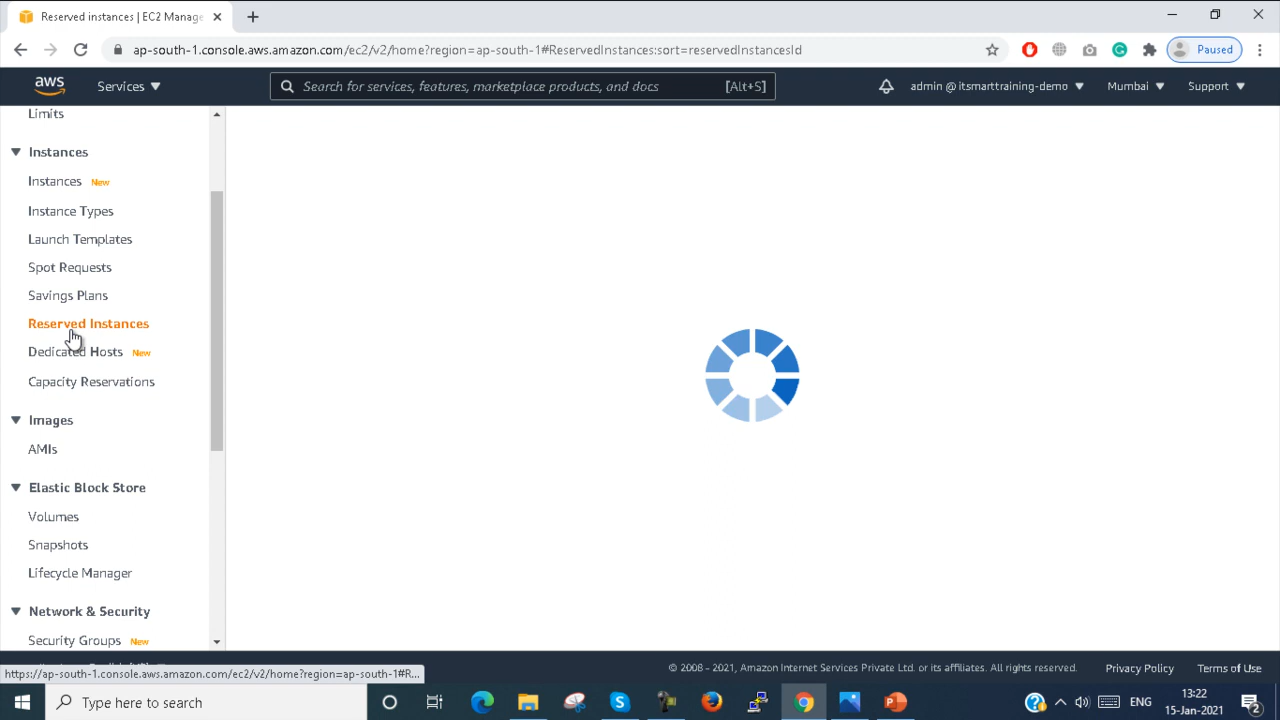 Reserved instances | EC2 Manage
ap-south-1.console.aws.amazon.com/ec2/v2/home?region=ap-south-1#ReservedInstances:sort=reservedInstancesId
Paused
aws
Services
Search for services, features, marketplace products, and docs [Alt+S]
admin @ itsmarttraining-demo
Mumbai
Support
Limits
Instances
Instances New
Instance Types
Launch Templates
Spot Requests
Savings Plans
Reserved Instances
Dedicated Hosts New
Capacity Reservations
Images
AMIs
Elastic Block Store
Volumes
Snapshots
Lifecycle Manager
Network & Security
Security Groups New
https://ap-south-1.console.aws.amazon.com/ec2/v2/home?region=ap-south-1#R...
© 2008 - 2021, Amazon Internet Services Private Ltd. or its affiliates. All rights reserved.
Privacy Policy
Terms of Use
Type here to search
ENG
13:22
15-Jan-2021
2